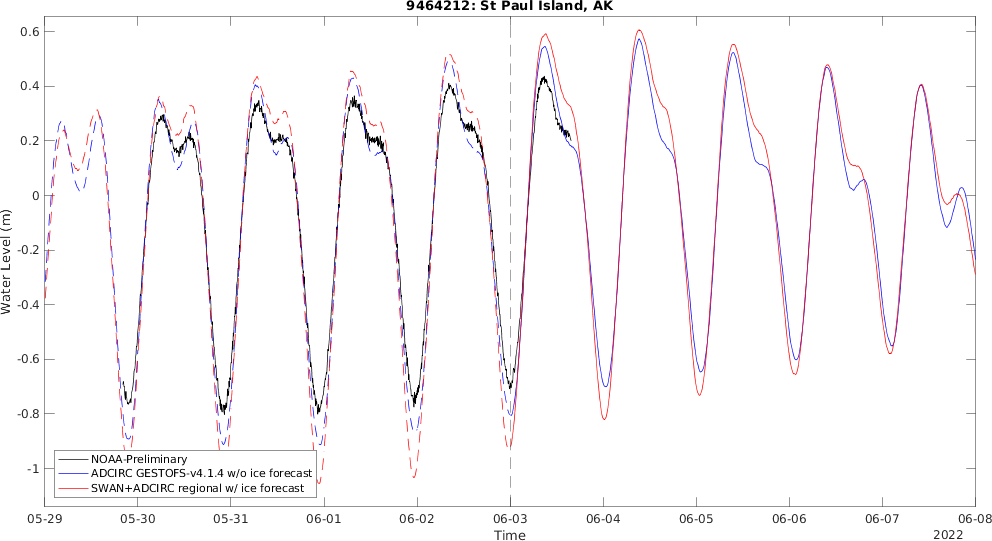 9464212: St Paul Island, AK
0.6
0.4
0.2
0
-0.2
-0.4
-0.6
-0.8
-1
Water Level (m)
NOAA-Preliminary
ADCIRC GESTOFS-v4.1.4 w/o ice forecast
SWAN+ADCIRC regional w/ ice forecast
05-29 05-30 05-31 06-01 06-02 06-03 06-04 06-05 06-06 06-07 06-08
Time
2022